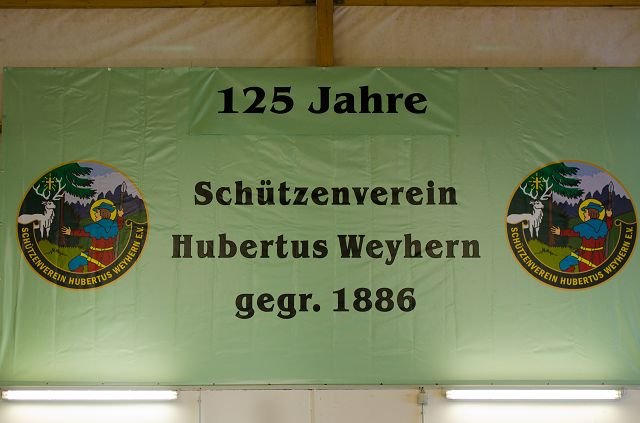 125 Jahre
Schützenverein
Hubertus Weyhern
gegr. 1886
SCHÜTZENVEREIN HUBERTUS WEYHERN E.V.
SCHÜTZENVEREIN HUBERTUS WEYHERN E.V.